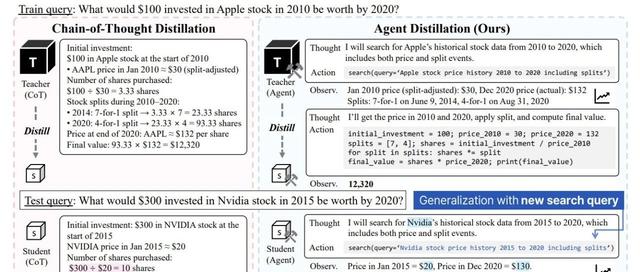 Train query: What would $100 invested in Apple stock in 2010 be worth by 2020?
Chain-of-Thought Distillation
T
Teacher
(CoT)
Distill
S
Initial investment:
$100 in Apple stock at the start of 2010
• AAPL price in Jan 2010 ≈ $30 (split-adjusted)
Number of shares purchased:
$100 ÷ $30 = 3.33 shares
Stock splits during 2010–2020:
• 2014: 7-for-1 split → 3.33 × 7 = 23.33 shares
• 2020: 4-for-1 split → 23.33 × 4 = 93.33 shares
Price at end of 2020: AAPL ≈ $132 per share
Final value: 93.33 × $132 = $12,320
Agent Distillation (Ours)
T
Teacher
(Agent)
Distill
S
Thought I will search for Apple's historical stock data from 2010 to 2020, which
includes both price and split events.
Action search(query='Apple stock price history 2010 to 2020 including splits')
Observ. Jan 2010 price (split-adjusted): $30, Dec 2020 price (actual): $132
Splits: 7-for-1 on June 9, 2014, 4-for-1 on Aug 31, 2020
Thought I'll get the price in 2010 and 2020, apply split, and compute final value.
Action initial_investment = 100; price_2010 = 30; price_2020 = 132
splits = [7, 4]; shares = initial_investment / price_2010
for split in splits: shares *= split
final_value = shares * price_2020; print(final_value)
Observ. 12,320
Test query: What would $300 invested in Nvidia stock in 2015 be worth by 2020?
Generalization with new search query
S
Student
(CoT)
Initial investment: $300 in NVIDIA stock at the
start of 2015
NVIDIA price in Jan 2015 ≈ $20
Number of shares purchased:
$300 ÷ $20 = 10 shares
S
Student
(Agent)
Thought I will search for Nvidia's historical stock data from 2015 to 2020, which
includes both price and split events.
Action search(query='Nvidia stock price history 2015 to 2020 including splits')
Observ. Price in Jan 2015 = $20, Price in Dec 2020 = $130.